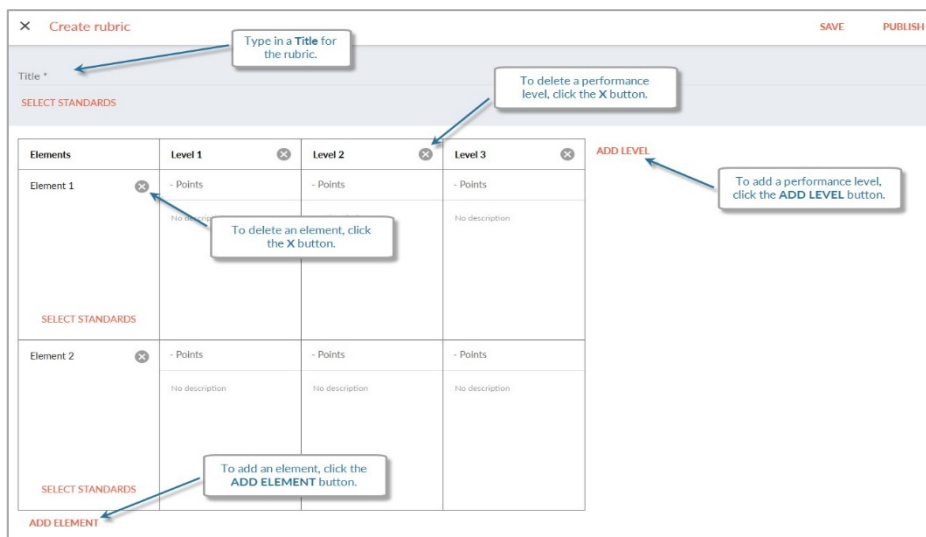 Create rubric
SAVE
PUBLISH
Type in a Title for
the rubric.
Title *
To delete a performance
level, click the X button.
SELECT STANDARDS
Elements
Level 1
Level 2
Level 3
ADD LEVEL
To add a performance level,
click the ADD LEVEL button.
Element 1
- Points
- Points
- Points
No description
To delete an element, click
the X button.
SELECT STANDARDS
Element 2
- Points
- Points
- Points
No description
No description
No description
To add an element, click the
ADD ELEMENT button.
SELECT STANDARDS
ADD ELEMENT